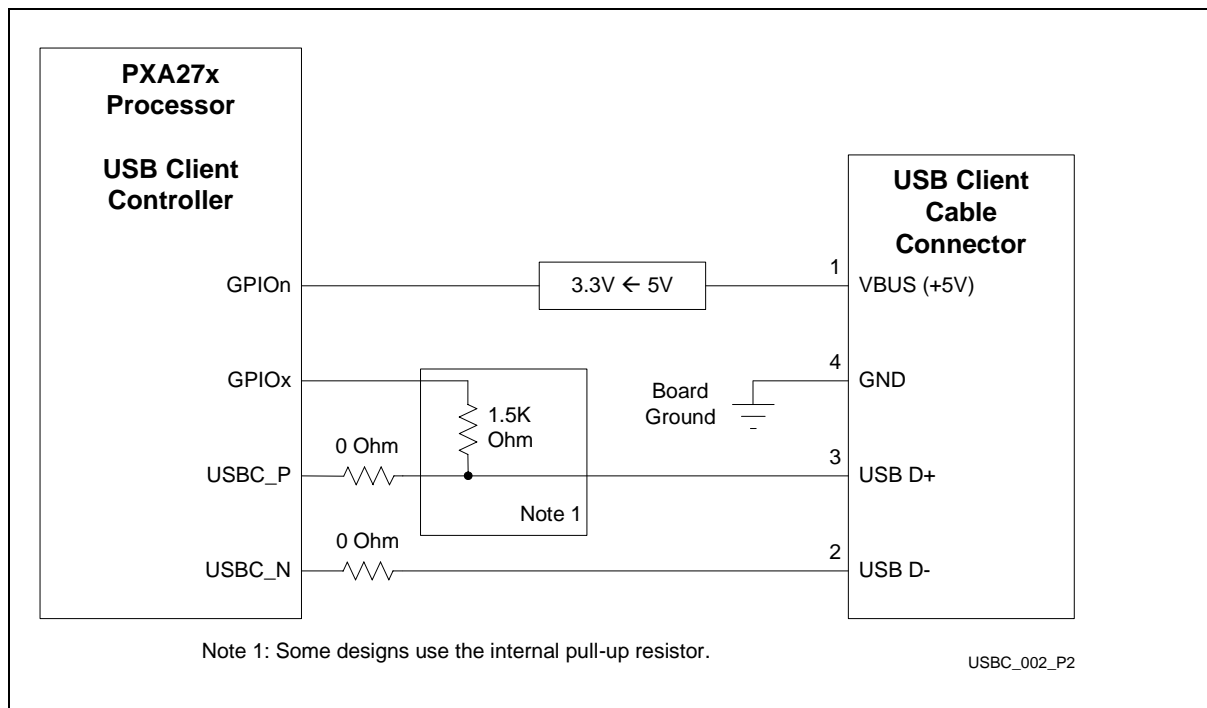 PXA27x
Processor
USB Client
Controller
USB Client
Cable
Connector
GPIOn
3.3V ← 5V
1
VBUS (+5V)
GPIOx
1.5K
Ohm
Board
Ground
4
GND
USBC_P
0 Ohm
Note 1
3
USB D+
USBC_N
0 Ohm
2
USB D-
Note 1: Some designs use the internal pull-up resistor.
USBC_002_P2